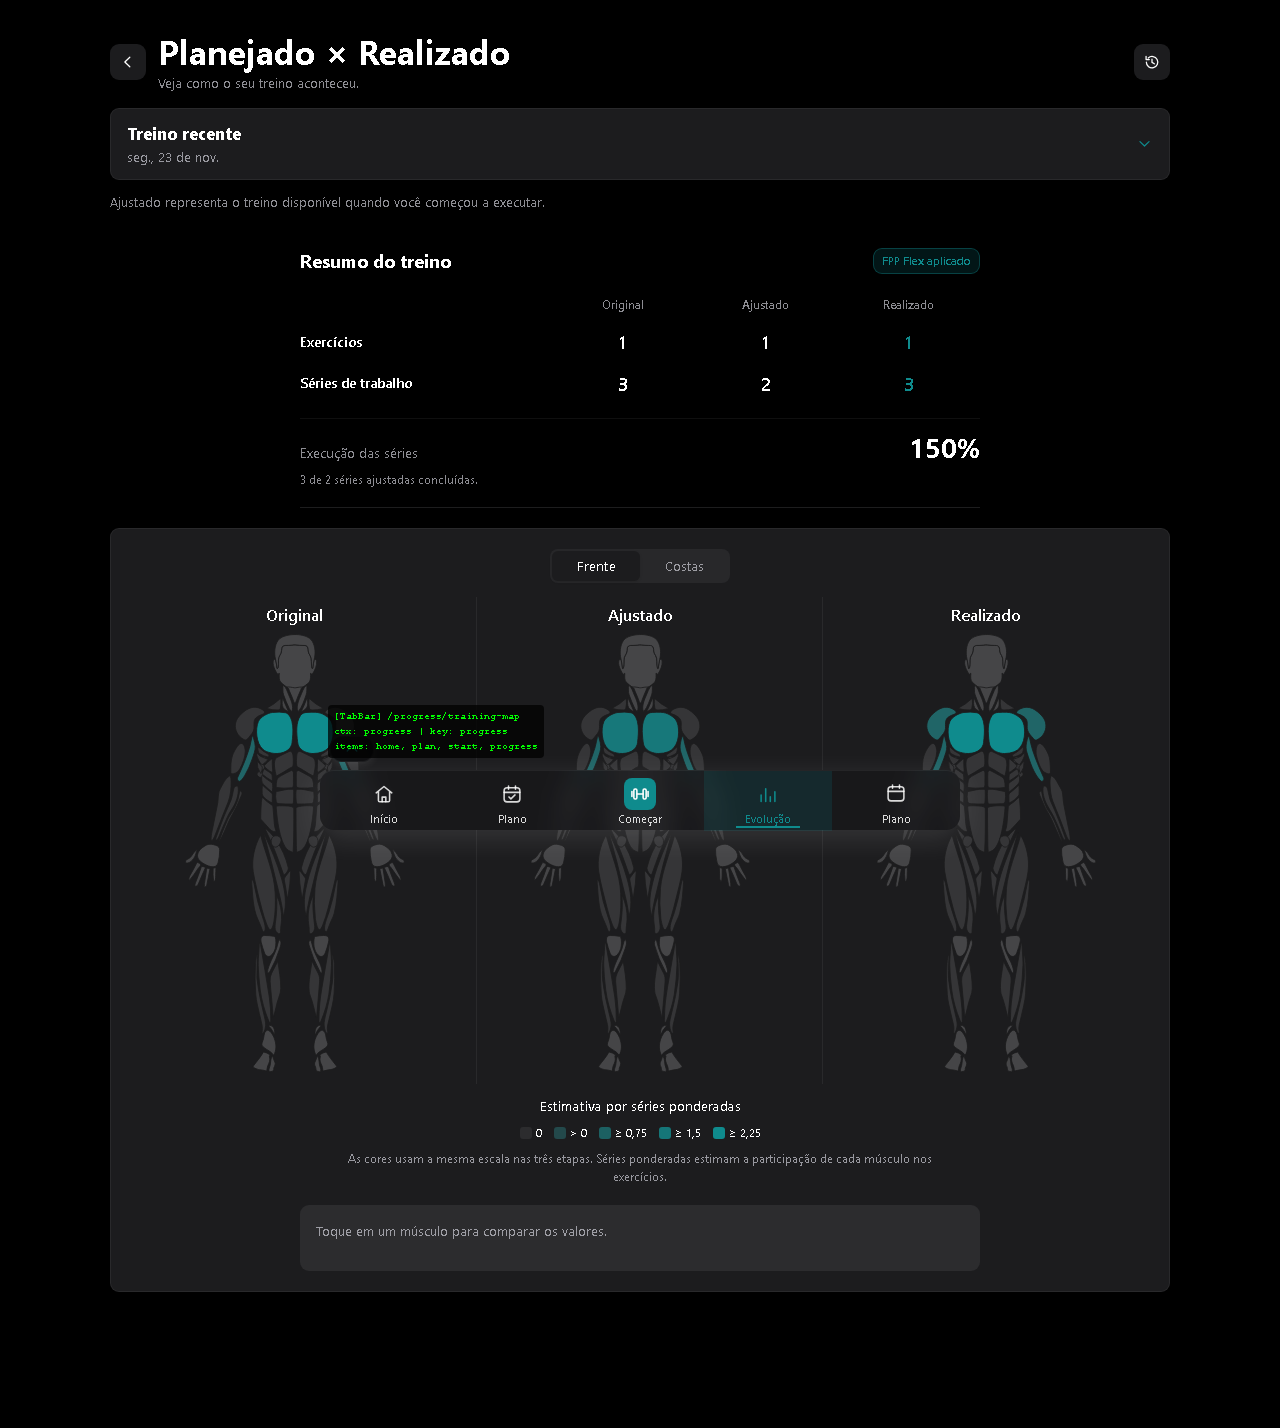 Planejado × Realizado
Veja como o seu treino aconteceu.
Treino recente
seg., 23 de nov.
Ajustado representa o treino disponível quando você começou a executar.
Resumo do treino
FPP Flex aplicado
Original Ajustado Realizado
Exercícios 1 1 1
Séries de trabalho 3 2 3
Execução das séries 150%
3 de 2 séries ajustadas concluídas.
Frente Costas
Original Ajustado Realizado
[TabBar] /progress/training-map
ctx: progress | key: progress
items: home, plan, start, progress
Início Plano Começar Evolução Plano
Estimativa por séries ponderadas
0 > 0 ≥ 0,75 ≥ 1,5 ≥ 2,25
As cores usam a mesma escala nas três etapas. Séries ponderadas estimam a participação de cada músculo nos
exercícios.
Toque em um músculo para comparar os valores.